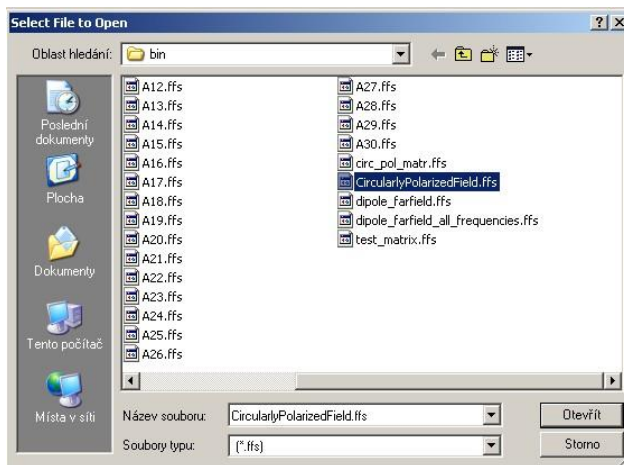 Select File to Open
Oblast hledání:
bin
Poslední
dokumenty
Plocha
Dokumenty
Tento počítač
Místa v síti
A12.ffs
A13.ffs
A14.ffs
A15.ffs
A16.ffs
A17.ffs
A18.ffs
A19.ffs
A20.ffs
A21.ffs
A22.ffs
A23.ffs
A24.ffs
A25.ffs
A26.ffs
A27.ffs
A28.ffs
A29.ffs
A30.ffs
circ_pol_matr.ffs
CircularlyPolarizedField.ffs
dipole_farfield.ffs
dipole_farfield_all_frequencies.ffs
test_matrix.ffs
Název souboru:
CircularlyPolarizedField.ffs
Otevřít
Soubory typu:
(*.ffs)
Storno